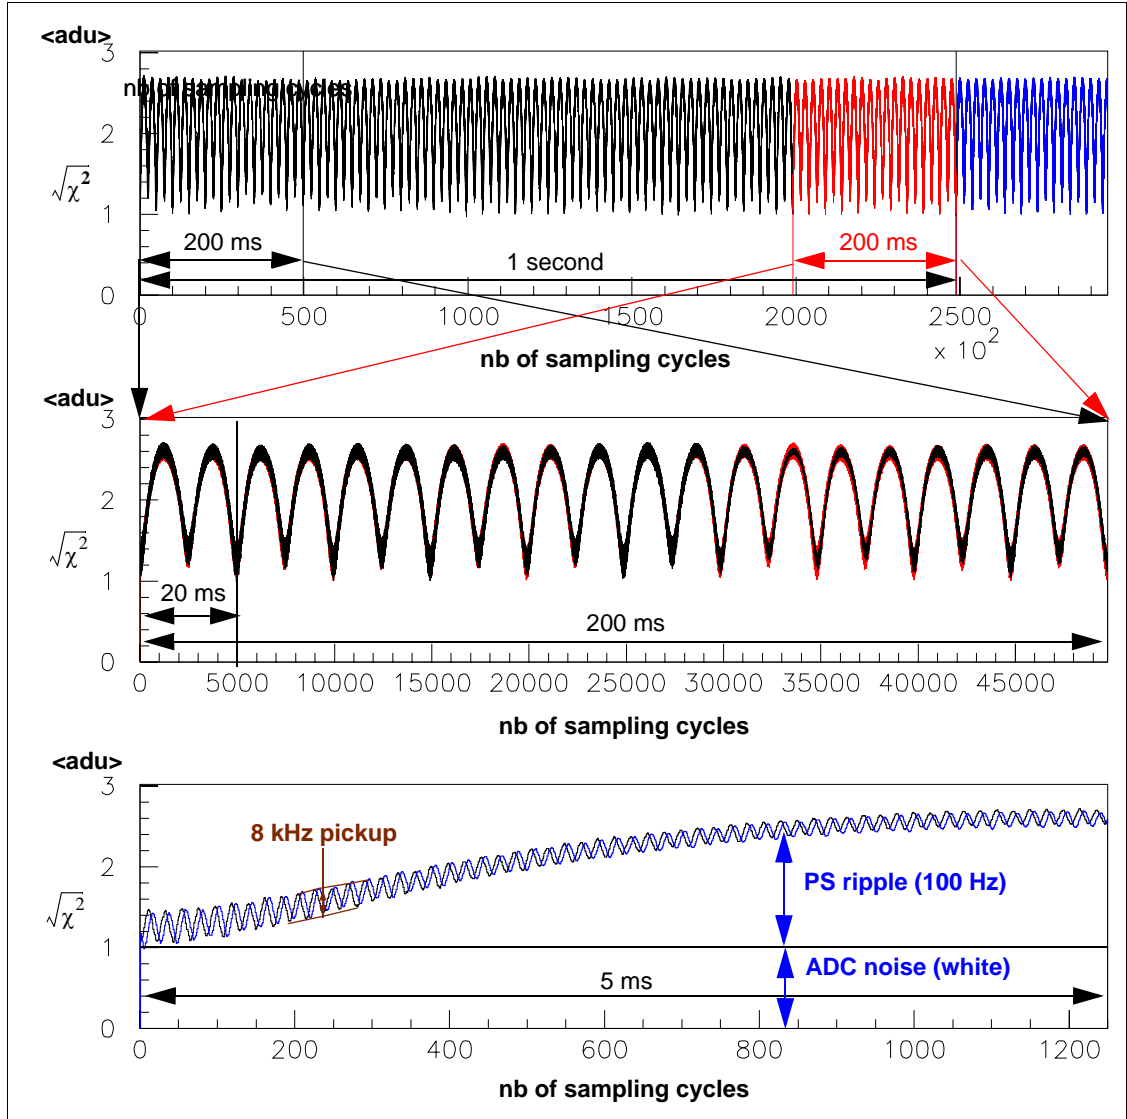 <adu>
3
nb of sampling cycles
2
√χ²
1
200 ms
200 ms
1 second
0
0 500 1000 1500 2000 2500
× 10²
nb of sampling cycles
<adu>
3
2
√χ²
1
20 ms
200 ms
0
0 5000 10000 15000 20000 25000 30000 35000 40000 45000
nb of sampling cycles
<adu>
3
8 kHz pickup
2
PS ripple (100 Hz)
√χ²
1
ADC noise (white)
5 ms
0
0 200 400 600 800 1000 1200
nb of sampling cycles